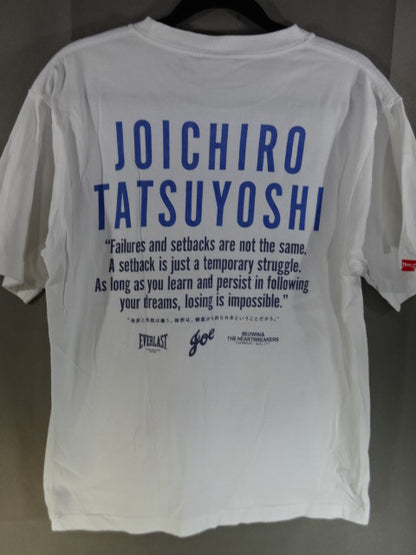 JOICHIRO
TATSUYOSHI
“Failures and setbacks are not the same.
A setback is just a temporary struggle.
As long as you learn and persist in following
your dreams, losing is impossible.”
EVERLAST
Joe
BEDWIN &
THE HEARTBREAKERS